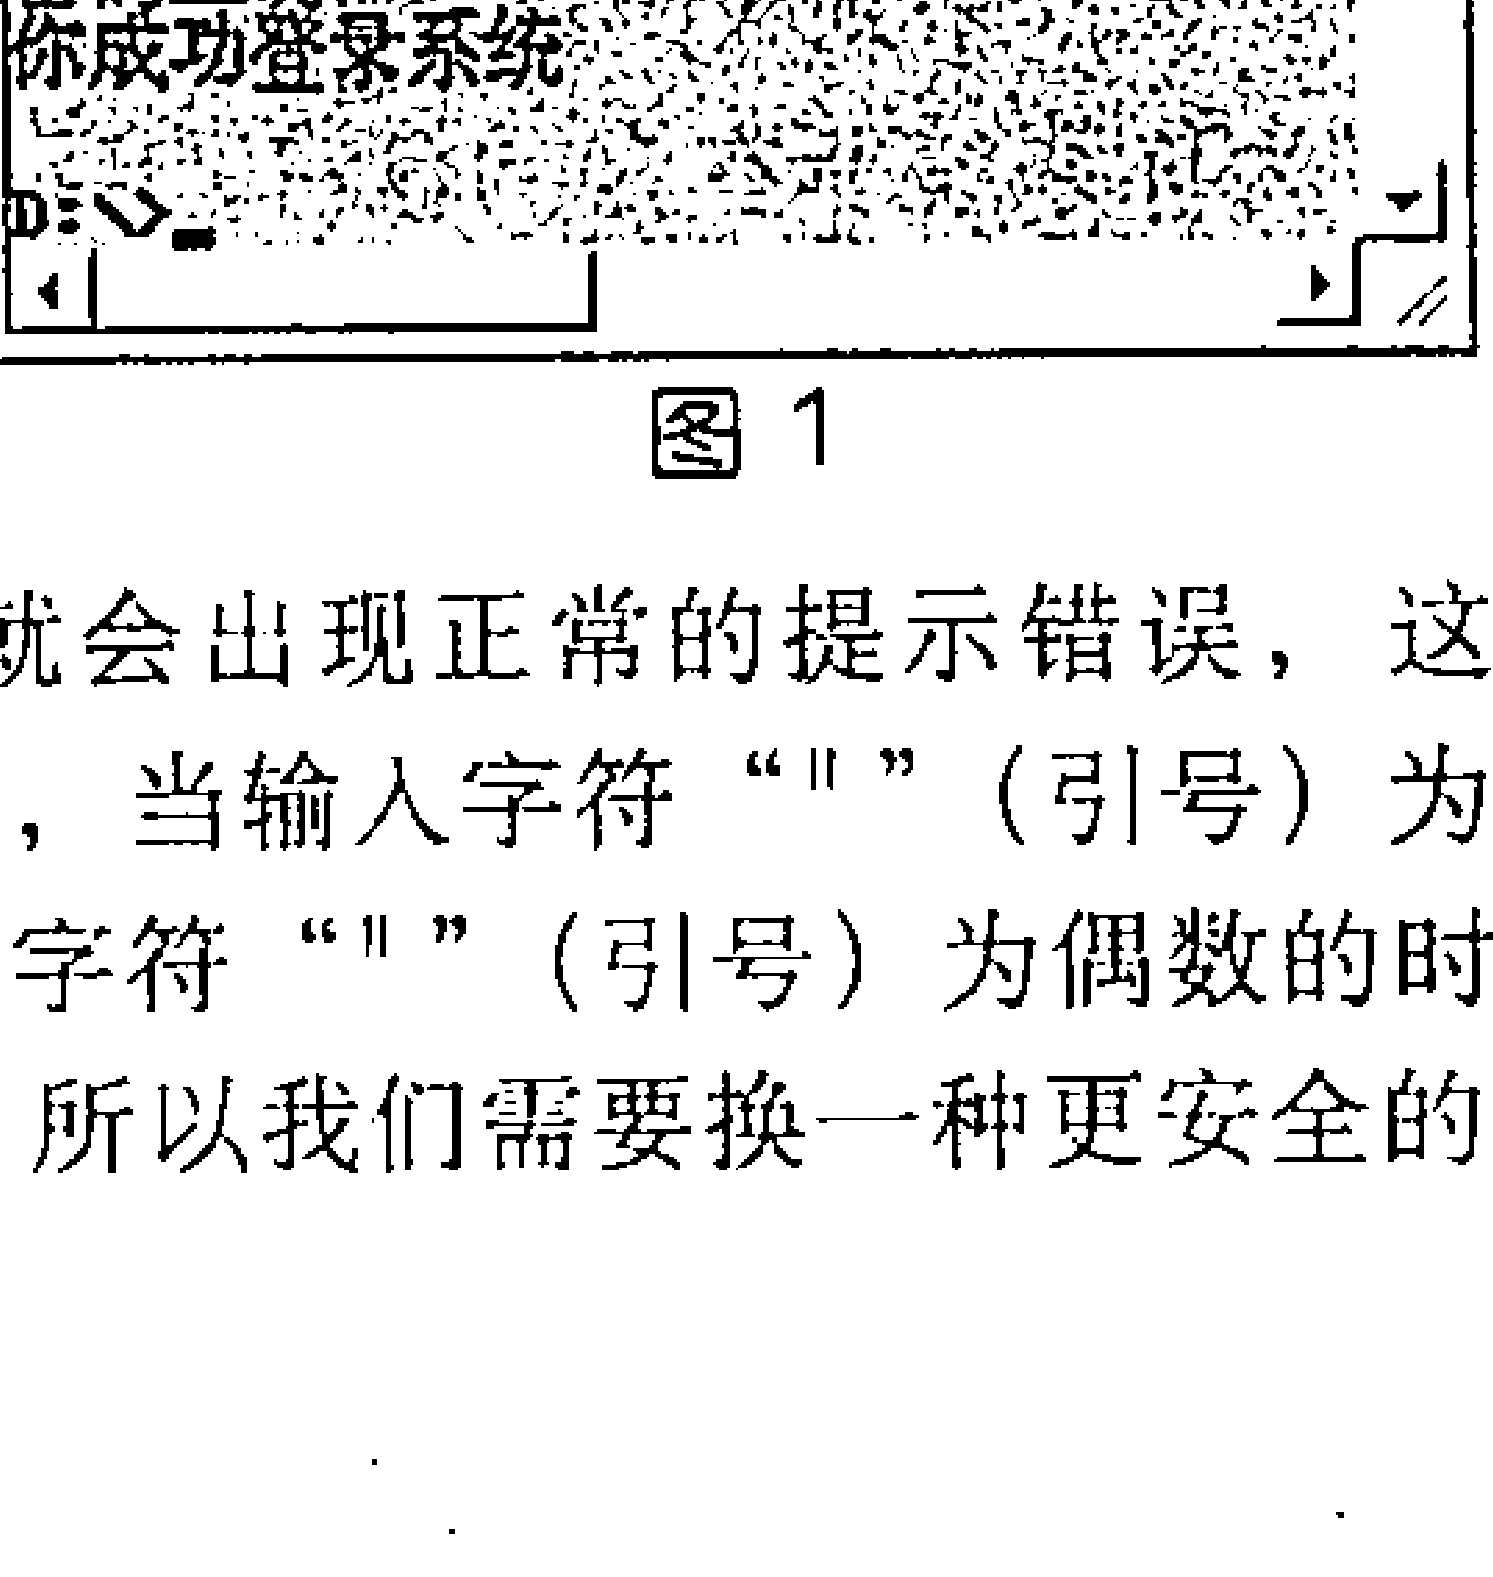 你成功登录系统
D:\>_
图 1
就会出现正常的提示错误，这
，当输入字符“"”（引号）为
字符“"”（引号）为偶数的时
所以我们需要换一种更安全的